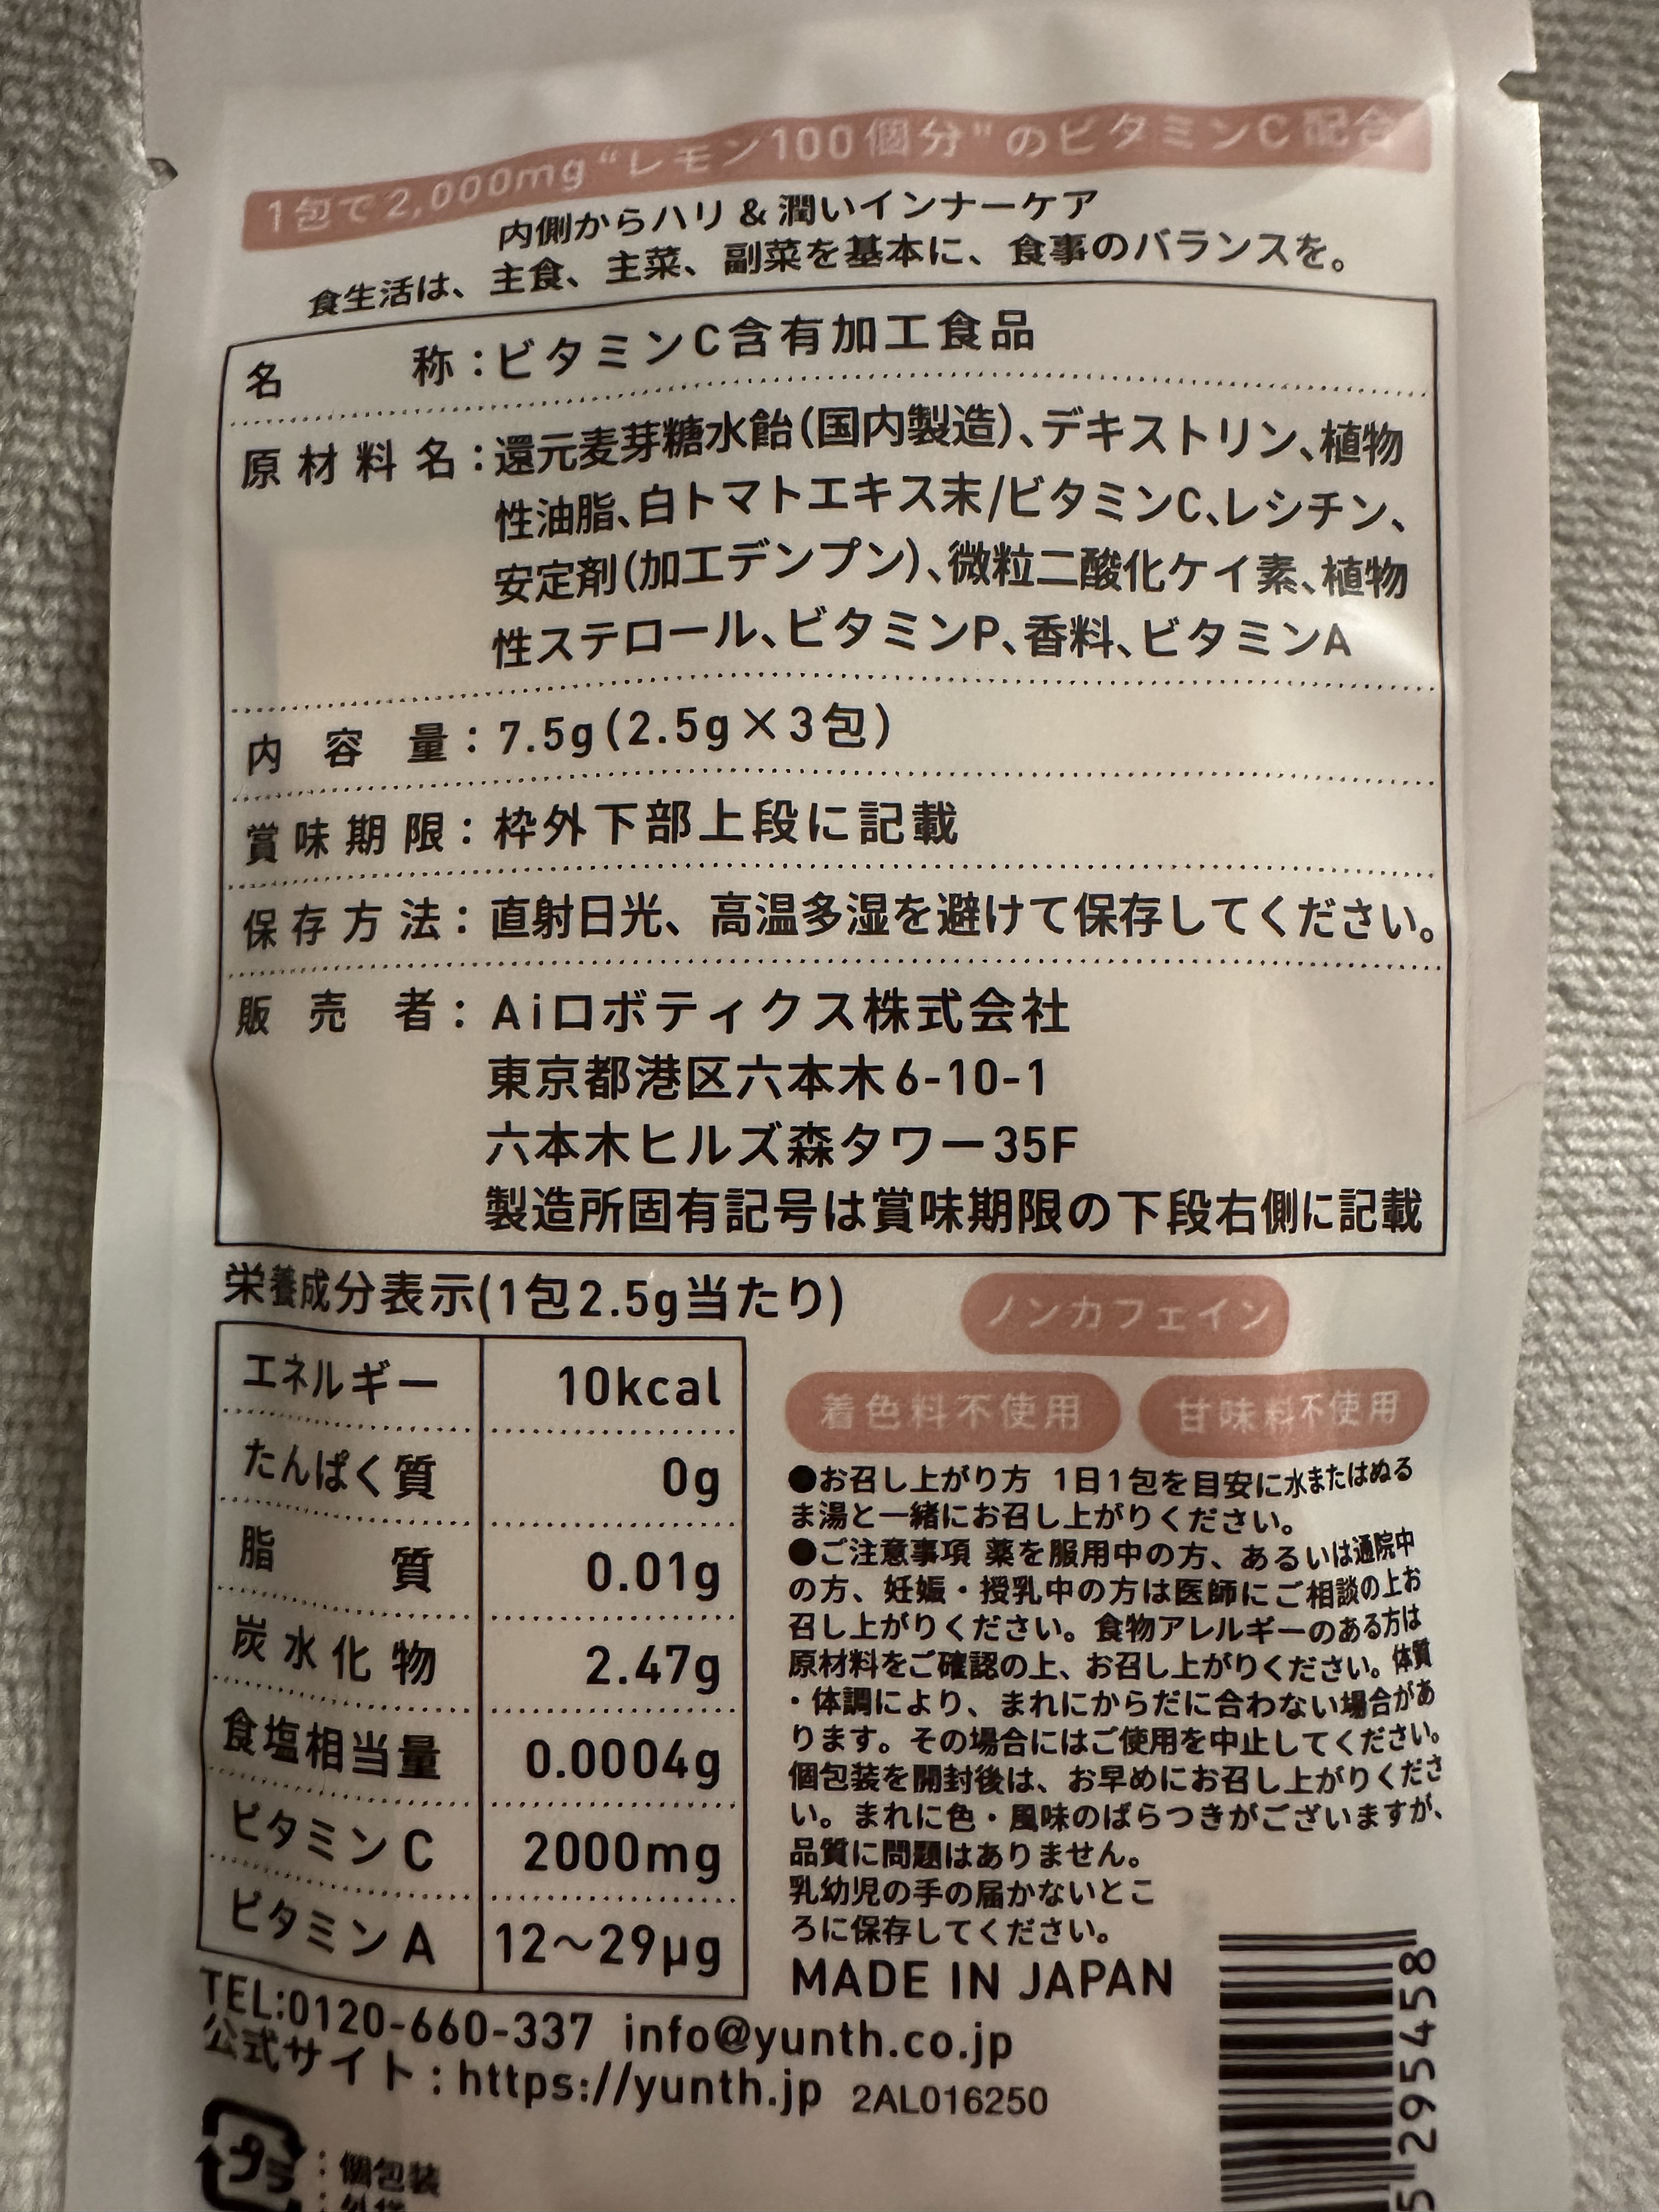 1包で2,000mg“レモン100個分"のビタミンC配合
内側からハリ&潤いインナーケア
食生活は、主食、主菜、副菜を基本に、食事のバランスを。
名称:ビタミンC含有加工食品
原材料名:還元麦芽糖水飴(国内製造)、デキストリン、植物
性油脂、白トマトエキス末/ビタミンC、レシチン、
安定剤(加工デンプン)、微粒二酸化ケイ素、植物
性ステロール、ビタミンP、香料、ビタミンA
内容量:7.5g(2.5g×3包)
賞味期限:枠外下部上段に記載
保存方法:直射日光、高温多湿を避けて保存してください。
販売者:Aiロボティクス株式会社
東京都港区六本木6-10-1
六本木ヒルズ森タワー35F
製造所固有記号は賞味期限の下段右側に記載
栄養成分表示(1包2.5g当たり)
エネルギー 10kcal
たんぱく質 0g
脂質 0.01g
炭水化物 2.47g
食塩相当量 0.0004g
ビタミンC 2000mg
ビタミンA 12〜29μg
ノンカフェイン
着色料不使用 甘味料不使用
●お召し上がり方 1日1包を目安に水またはぬる
ま湯と一緒にお召し上がりください。
●ご注意事項 薬を服用中の方、あるいは通院中
の方、妊娠・授乳中の方は医師にご相談の上お
召し上がりください。食物アレルギーのある方は
原材料をご確認の上、お召し上がりください。体質
・体調により、まれにからだに合わない場合があ
ります。その場合にはご使用を中止してください。
個包装を開封後は、お早めにお召し上がりくださ
い。まれに色・風味のばらつきがございますが、
品質に問題はありません。
乳幼児の手の届かないとこ
ろに保存してください。
MADE IN JAPAN
TEL:0120-660-337 info@yunth.co.jp
公式サイト:https://yunth.jp 2AL016250
プラ
:個包装
5295458